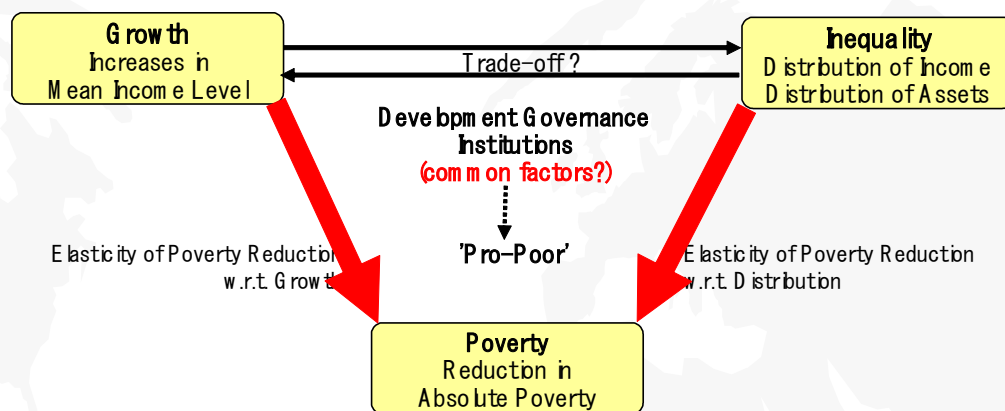 Growth
Increases in
Mean Income Level
Trade-off?
Inequality
Distribution of Income
Distribution of Assets
Development Governance
Institutions
(common factors?)
'Pro-Poor'
Elasticity of Poverty Reduction
w.r.t. Growth
Elasticity of Poverty Reduction
w.r.t. Distribution
Poverty
Reduction in
Absolute Poverty